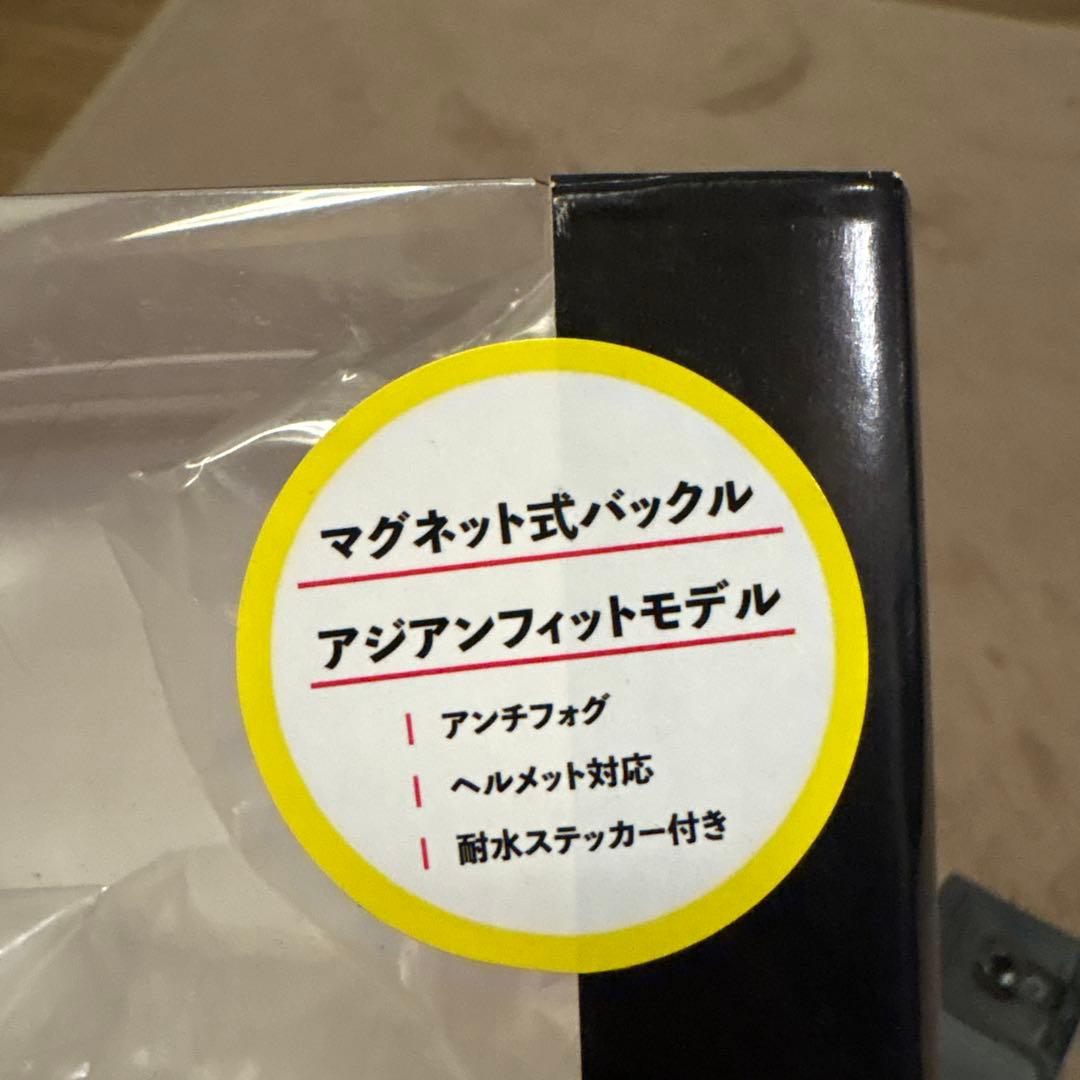 マグネット式バックル
アジアンフィットモデル
アンチフォグ
ヘルメット対応
耐水ステッカー付き